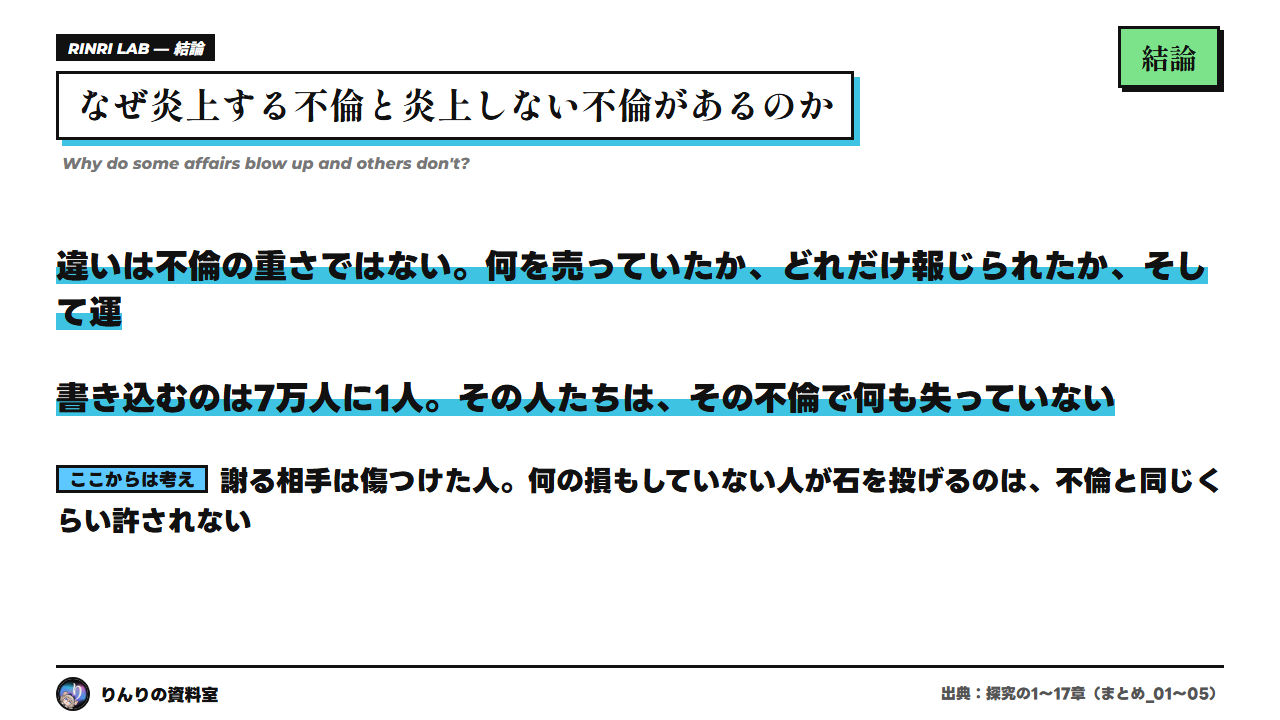 RINRI LAB — 結論
結論
なぜ炎上する不倫と炎上しない不倫があるのか
Why do some affairs blow up and others don't?
違いは不倫の重さではない。何を売っていたか、どれだけ報じられたか、そし
て運
書き込むのは7万人に1人。その人たちは、その不倫で何も失っていない
ここからは考え 謝る相手は傷つけた人。何の損もしていない人が石を投げるのは、不倫と同じく
らい許されない
りんりの資料室
出典：探究の1〜17章（まとめ_01〜05）